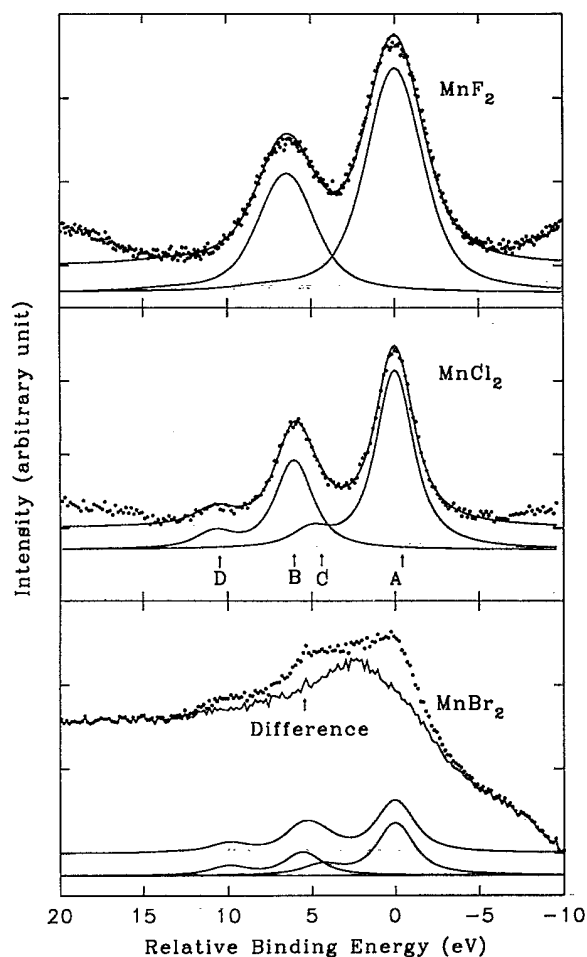 MnF2
MnCl2
D B C A
MnBr2
Difference
20 15 10 5 0 -5 -10
Relative Binding Energy (eV)
Intensity (arbitrary unit)